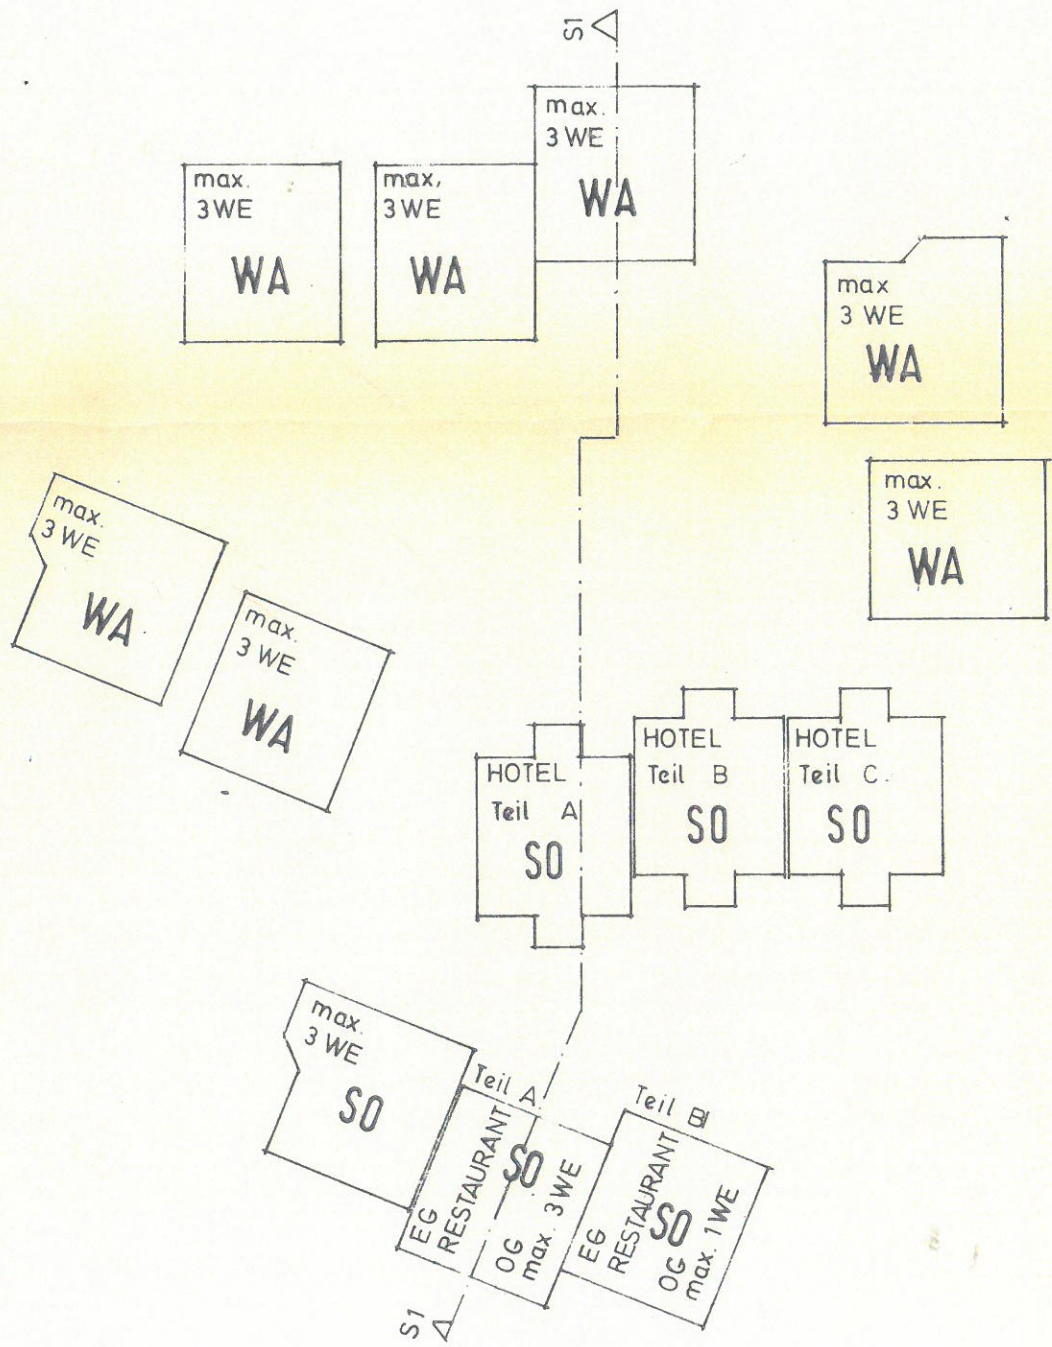 S1
max.
3 WE
WA
max.
3 WE
WA
max,
3 WE
WA
max
3 WE
WA
max.
3 WE
WA
max.
3 WE
WA
max.
3 WE
WA
HOTEL
Teil A
SO
HOTEL
Teil B
SO
HOTEL
Teil C.
SO
max.
3 WE
SO
Teil A
EG
RESTAURANT
SO
OG
max. 3 WE
Teil B
EG
RESTAURANT
SO
OG
max. 1 WE
S1